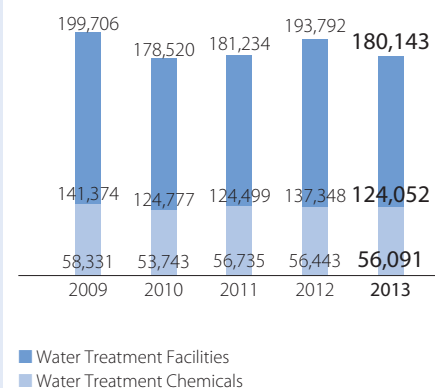 199,706 178,520 181,234 193,792 180,143
141,374 124,777 124,499 137,348 124,052
58,331 53,743 56,735 56,443 56,091
2009 2010 2011 2012 2013
Water Treatment Facilities
Water Treatment Chemicals